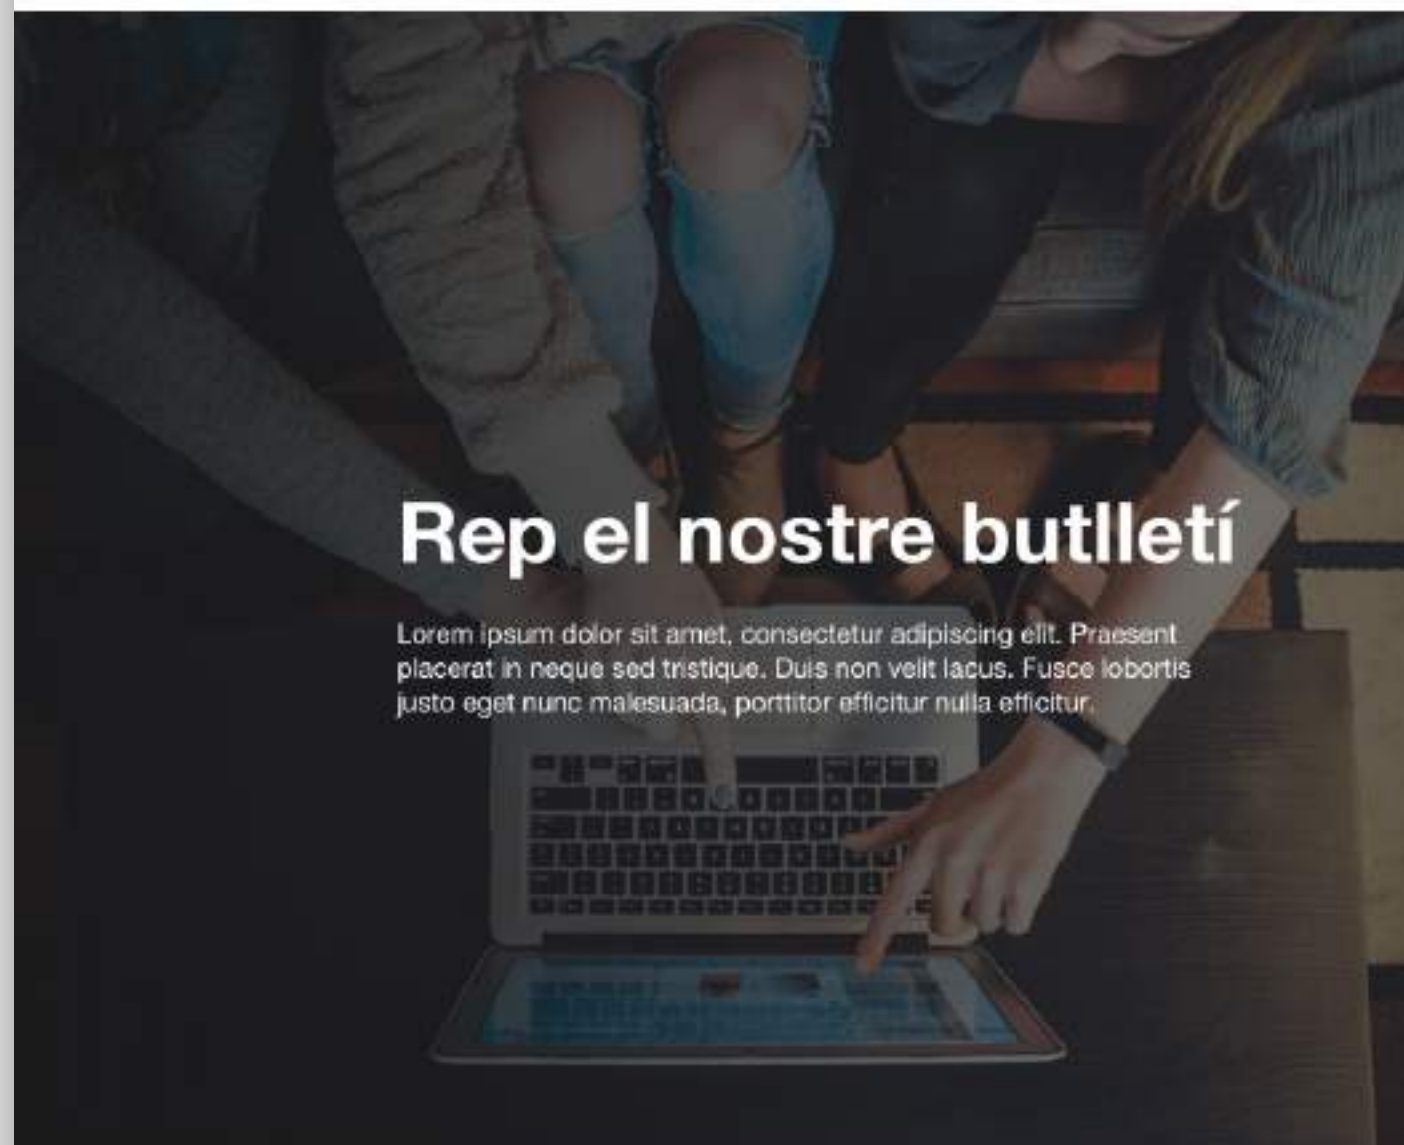 Rep el nostre butlletí
Lorem ipsum dolor sit amet, consectetur adipiscing elit. Praesent
placerat in neque sed tristique. Duis non velit lacus. Fusce lobortis
justo eget nunc malesuada, porttitor efficitur nulla efficitur.